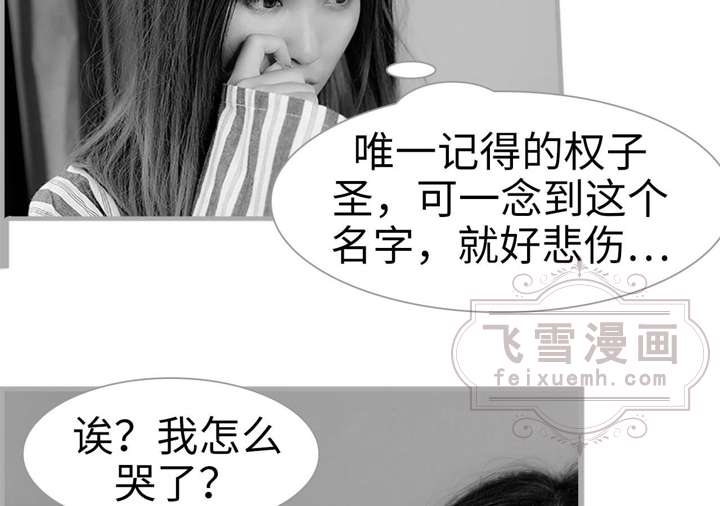 唯一记得的权子
圣，可一念到这个
名字，就好悲伤...
飞雪漫画
feixuemh.com
诶？我怎么
哭了？